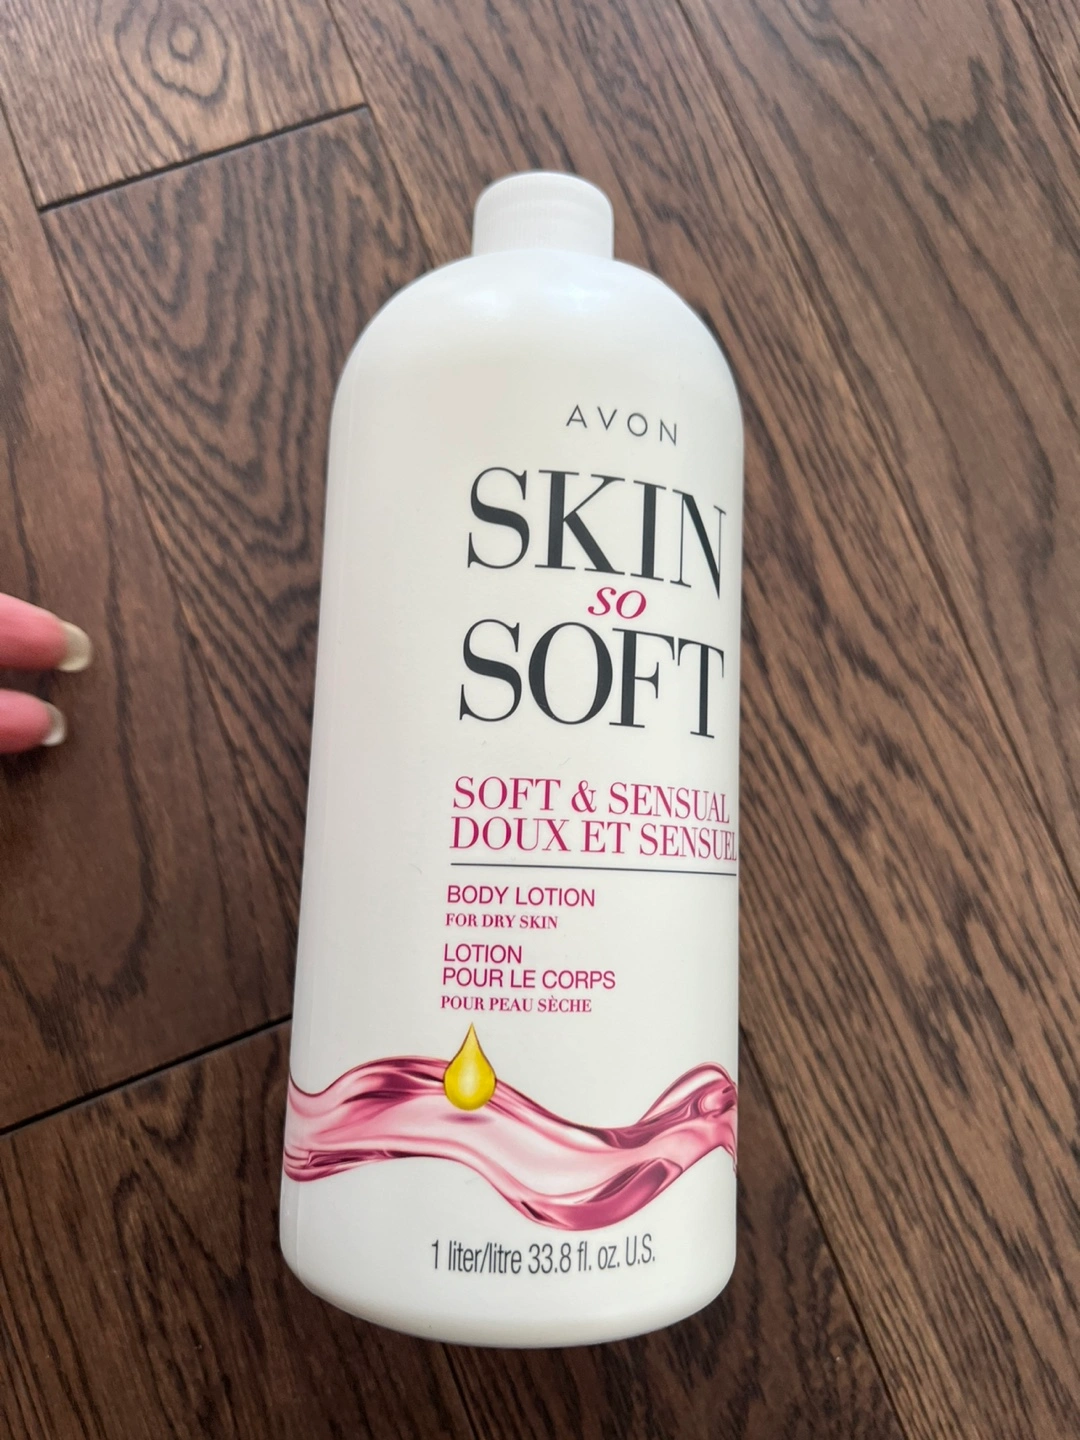 AVON
SKIN
so
SOFT
SOFT & SENSUAL
DOUX ET SENSUEL
BODY LOTION
FOR DRY SKIN
LOTION
POUR LE CORPS
POUR PEAU SÈCHE
1 liter/litre 33.8 fl. oz. U.S.